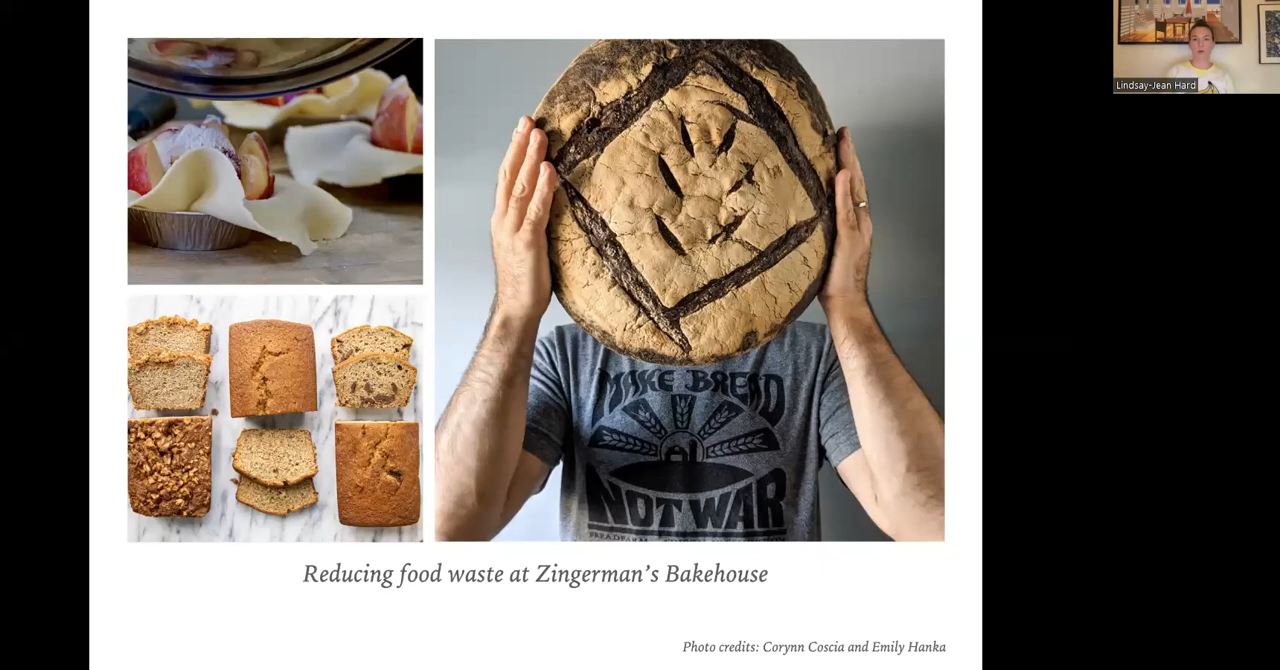 Lindsay-Jean Hard
MAKE BREAD
NOT WAR
Reducing food waste at Zingerman's Bakehouse
Photo credits: Corynn Coscia and Emily Hanka